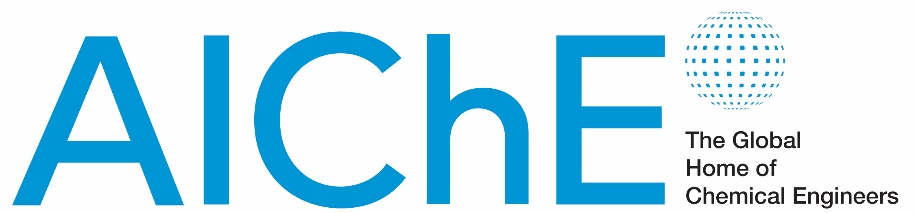 AIChE
The Global
Home of
Chemical Engineers